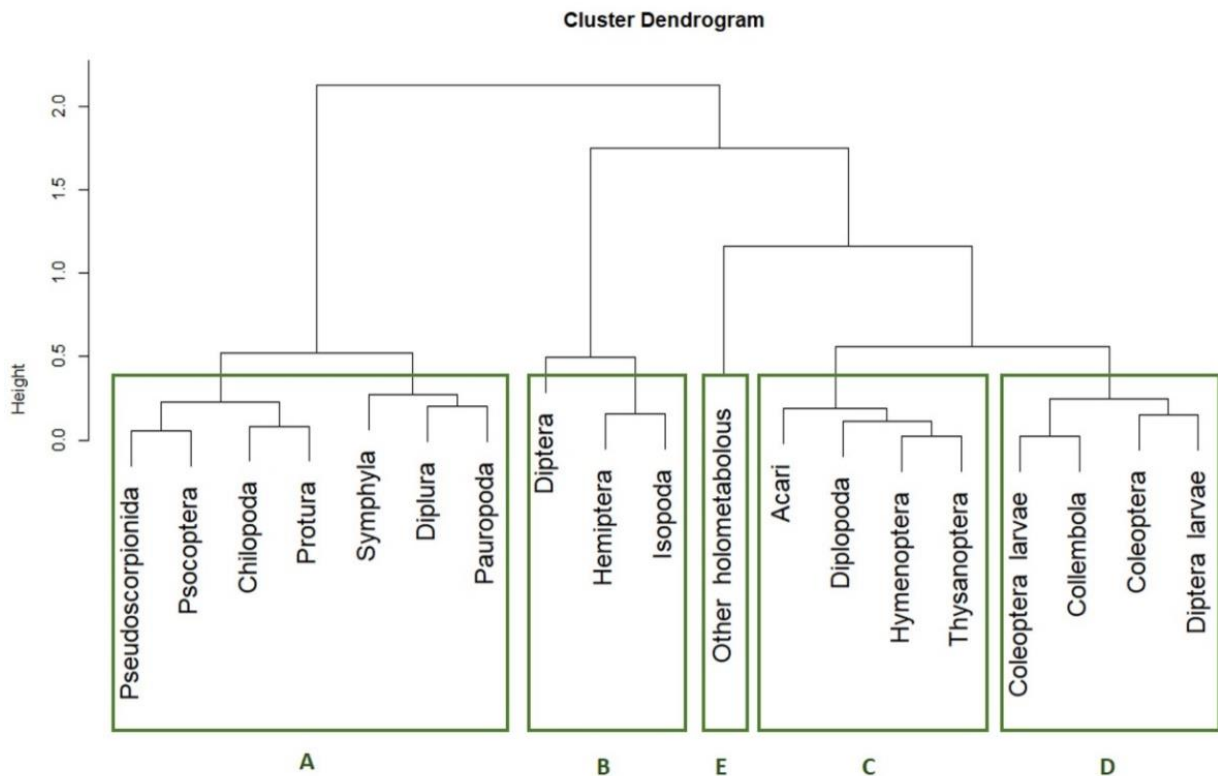 Cluster Dendrogram
Height
2.0
1.5
1.0
0.5
0.0
Pseudoscorpionida
Psocoptera
Chilopoda
Protura
Symphyla
Diplura
Pauropoda
Diptera
Hemiptera
Isopoda
Other holometabolous
Acari
Diplopoda
Hymenoptera
Thysanoptera
Coleoptera larvae
Collembola
Coleoptera
Diptera larvae
A
B
E
C
D